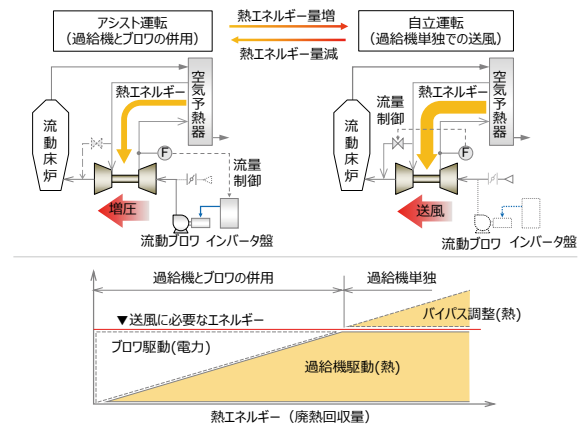 アシスト運転
(過給機とブロワの併用)
熱エネルギー量増
熱エネルギー量減
自立運転
(過給機単独での送風)
流動床炉
熱エネルギー
空気予熱器
F
流量
制御
増圧
流動ブロワ
インバータ盤
流動床炉
流量
制御
熱エネルギー
空気予熱器
F
送風
流動ブロワ
インバータ盤
過給機とブロワの併用
過給機単独
▼送風に必要なエネルギー
バイパス調整(熱)
ブロワ駆動(電力)
過給機駆動(熱)
熱エネルギー（廃熱回収量）